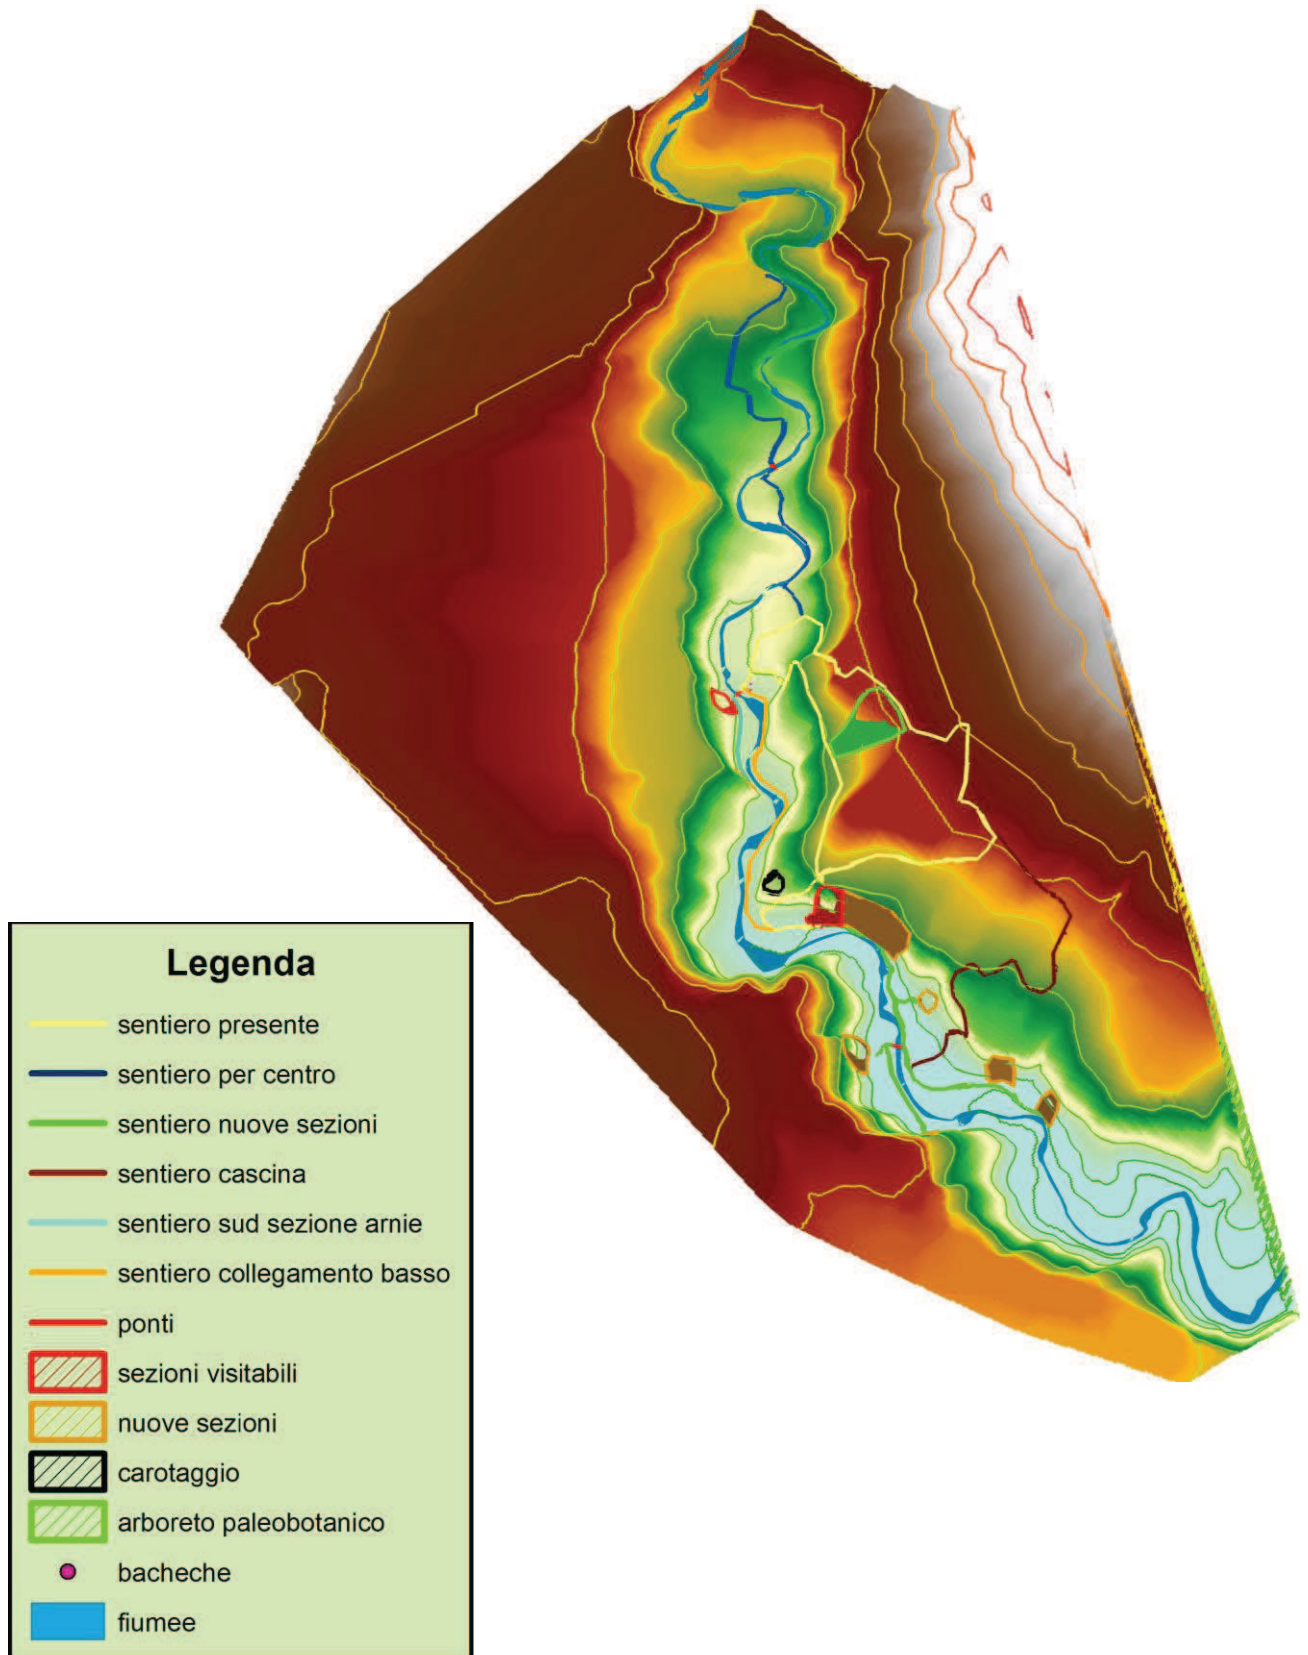 Legenda
sentiero presente
sentiero per centro
sentiero nuove sezioni
sentiero cascina
sentiero sud sezione arnie
sentiero collegamento basso
ponti
sezioni visitabili
nuove sezioni
carotaggio
arboreto paleobotanico
bacheche
fiumee